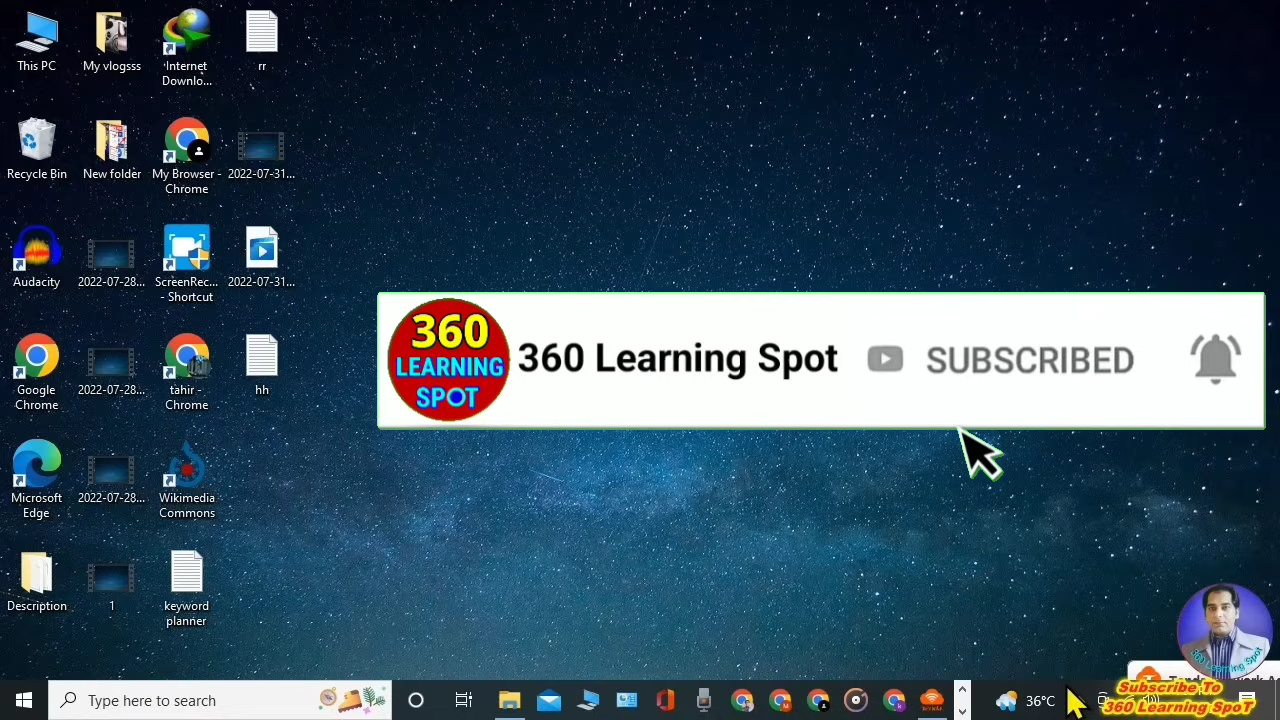 This PC
My vlogsss
Internet
Downlo...
rr
Recycle Bin
New folder
My Browser -
Chrome
2022-07-31...
Audacity
2022-07-28...
ScreenRec...
- Shortcut
2022-07-31...
Google
Chrome
2022-07-28...
tahir -
Chrome
hh
Microsoft
Edge
2022-07-28...
Wikimedia
Commons
Description
1
keyword
planner
360
LEARNING
SPOT
360 Learning Spot
SUBSCRIBED
Type here to search
36°C
Subscribe To
360 Learning SpoT